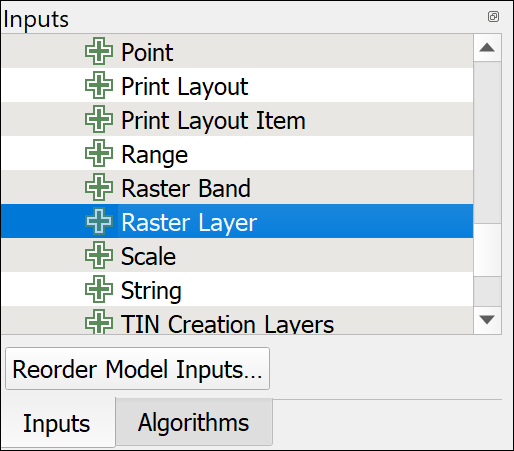 Inputs
Point
Print Layout
Print Layout Item
Range
Raster Band
Raster Layer
Scale
String
TIN Creation Layers
Reorder Model Inputs...
Inputs
Algorithms